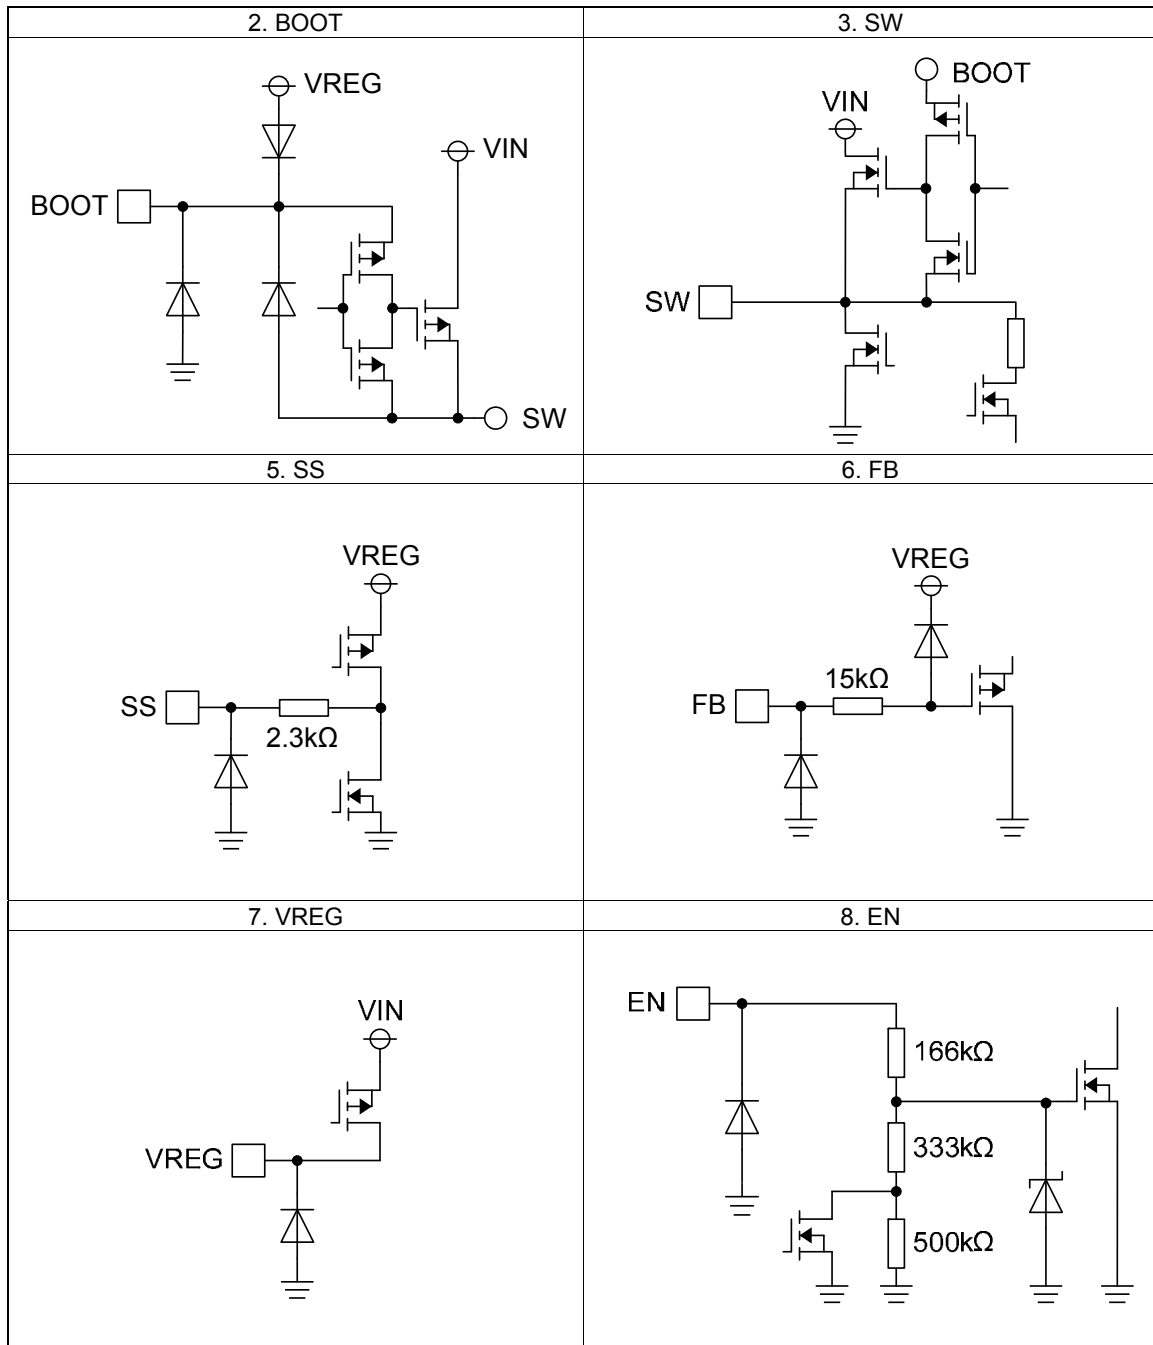 2. BOOT
3. SW
VREG
VIN
BOOT
SW
BOOT
VIN
SW
5. SS
6. FB
VREG
SS
2.3kΩ
VREG
15kΩ
FB
7. VREG
8. EN
VIN
VREG
EN
166kΩ
333kΩ
500kΩ